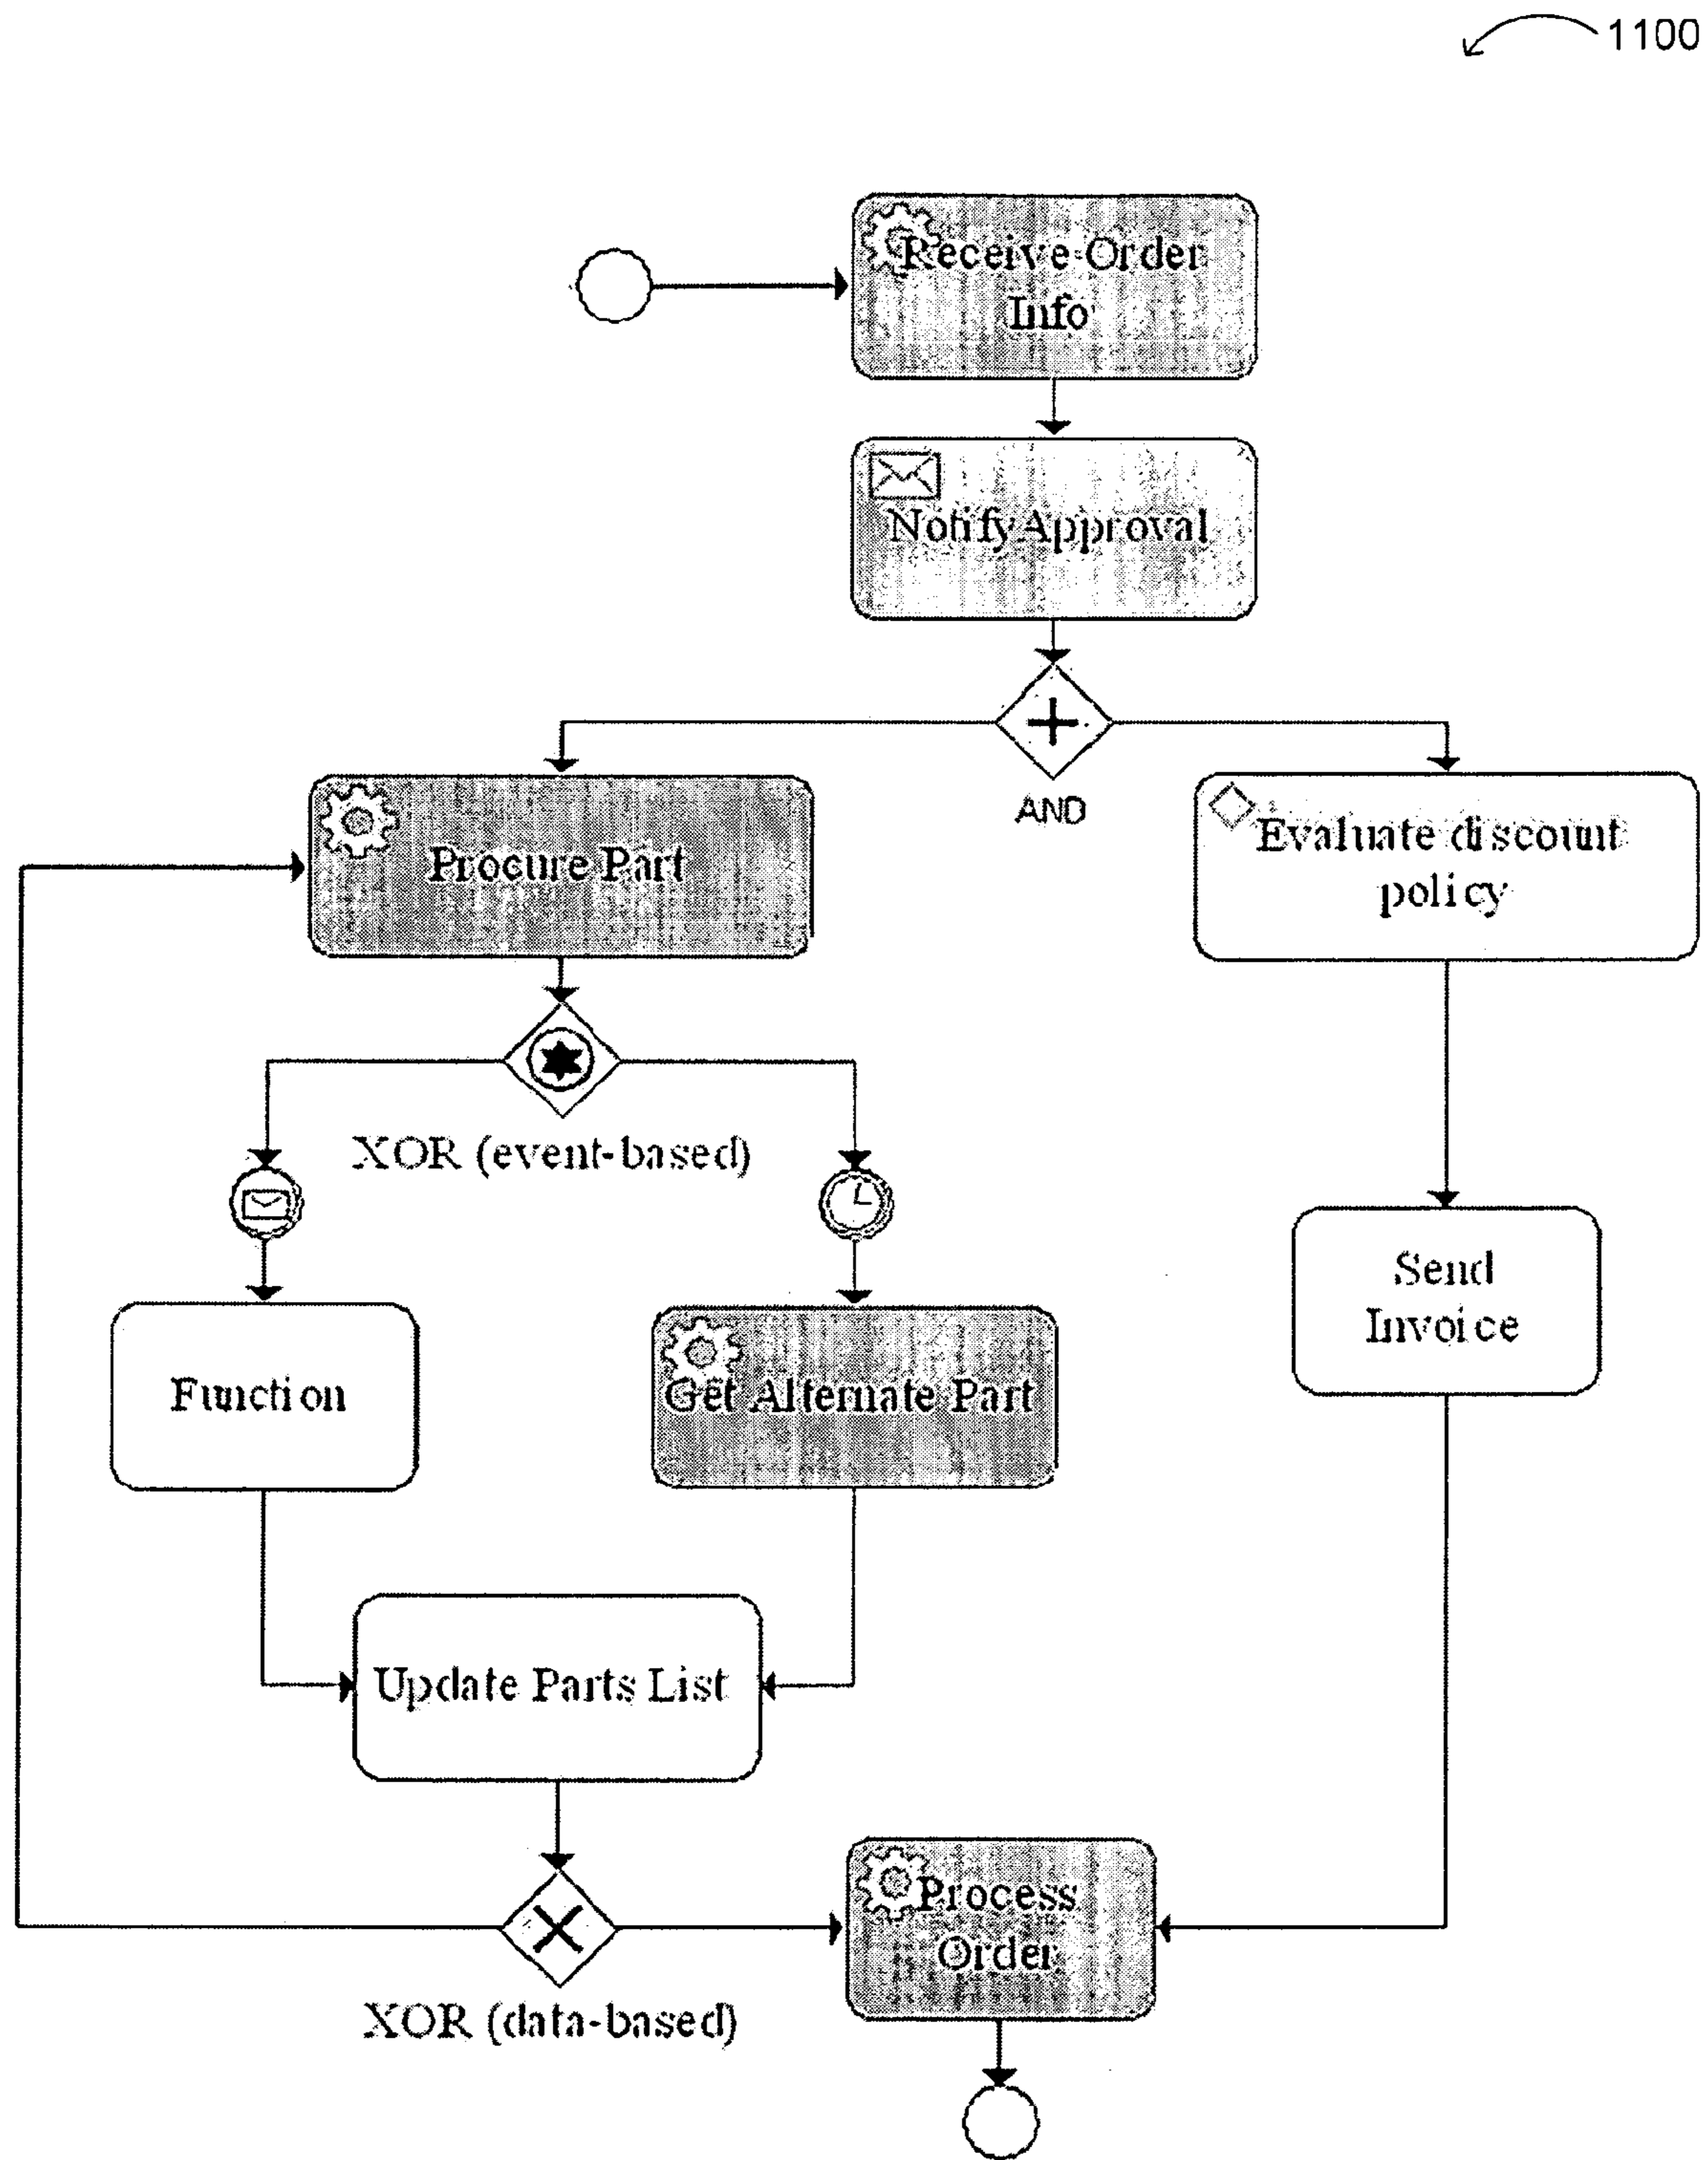 1100
Receive Order
Info
Notify Approval
AND
Procure Part
Evaluate discount
policy
XOR (event-based)
Function
Get Alternate Part
Send
Invoice
Update Parts List
Process
Order
XOR (data-based)